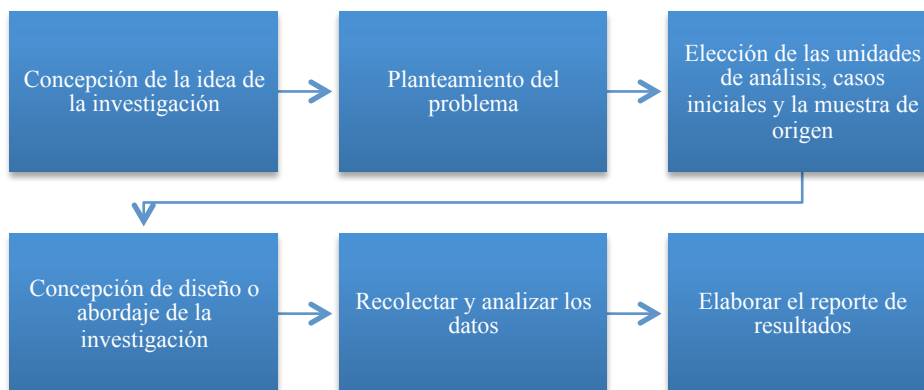 Concepción de la idea de
la investigación
Planteamiento del
problema
Elección de las unidades
de análisis, casos
iniciales y la muestra de
origen
Concepción de diseño o
abordaje de la
investigación
Recolectar y analizar los
datos
Elaborar el reporte de
resultados